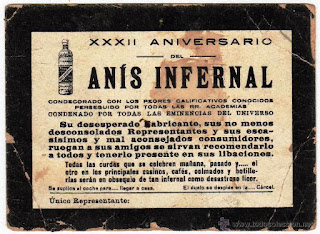 XXXII ANIVERSARIO
DEL
ANÍS INFERNAL
CONDECORADO CON LOS PEORES CALIFICATIVOS CONOCIDOS
PERSEGUIDO POR TODAS LAS RR. ACADEMIAS
CONDENADO POR TODAS LAS EMINENCIAS DEL UNIVERSO
Su desesperado fabricante, sus no menos
desconsolados Representantes y sus esca-
sísimos y mal aconsejados consumidores,
ruegan a sus amigos se sirvan recomendarlo
a todos y tenerlo presente en sus libaciones.
Todas las curdas que se celebren mañana, pasado y..... el
otro en los principales casinos, cafés, colmados y botille-
rías serán en obsequio de tan infernal como desastroso licor.
Se suplica el coche para.... llegar a casa.
El duelo se despide en la.... Cárcel.
Único Representante:
www.todocoleccion.net